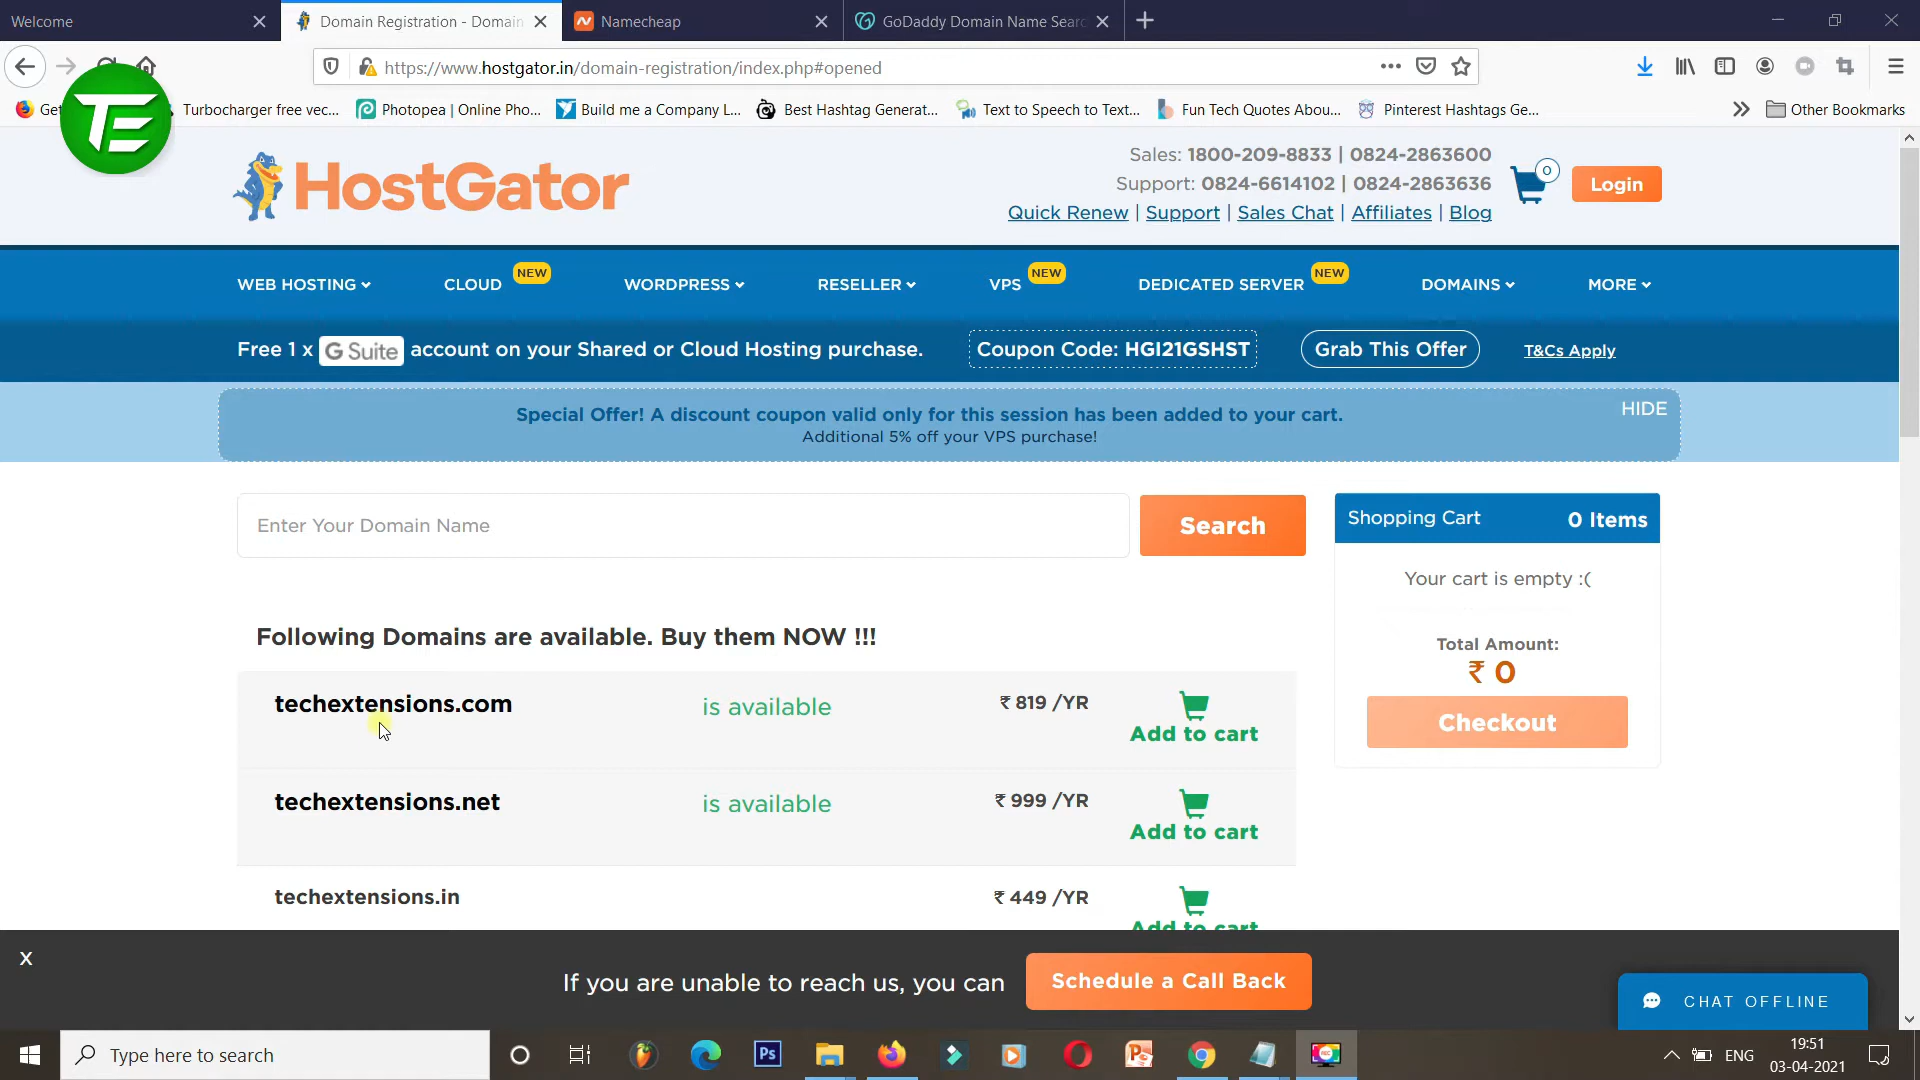 Welcome
Domain Registration - Domain
Namecheap
GoDaddy Domain Name Searc
https://www.hostgator.in/domain-registration/index.php#opened
Get
Turbocharger free vec...
Photopea | Online Pho...
Build me a Company L...
Best Hashtag Generat...
Text to Speech to Text...
Fun Tech Quotes Abou...
Pinterest Hashtags Ge...
Other Bookmarks
TE
HostGator
Sales: 1800-209-8833 | 0824-2863600
Support: 0824-6614102 | 0824-2863636
Quick Renew | Support | Sales Chat | Affiliates | Blog
0
Login
WEB HOSTING
CLOUD NEW
WORDPRESS
RESELLER
VPS NEW
DEDICATED SERVER NEW
DOMAINS
MORE
Free 1 x G Suite account on your Shared or Cloud Hosting purchase.
Coupon Code: HGI21GSHST
Grab This Offer
T&Cs Apply
Special Offer! A discount coupon valid only for this session has been added to your cart.
HIDE
Additional 5% off your VPS purchase!
Enter Your Domain Name
Search
Shopping Cart 0 Items
Your cart is empty :(
Total Amount:
₹ 0
Checkout
Following Domains are available. Buy them NOW !!!
techextensions.com is available ₹ 819 /YR
Add to cart
techextensions.net is available ₹ 999 /YR
Add to cart
techextensions.in ₹ 449 /YR
Add to cart
X
If you are unable to reach us, you can
Schedule a Call Back
CHAT OFFLINE
Type here to search
Ps
REC
ENG
19:51
03-04-2021